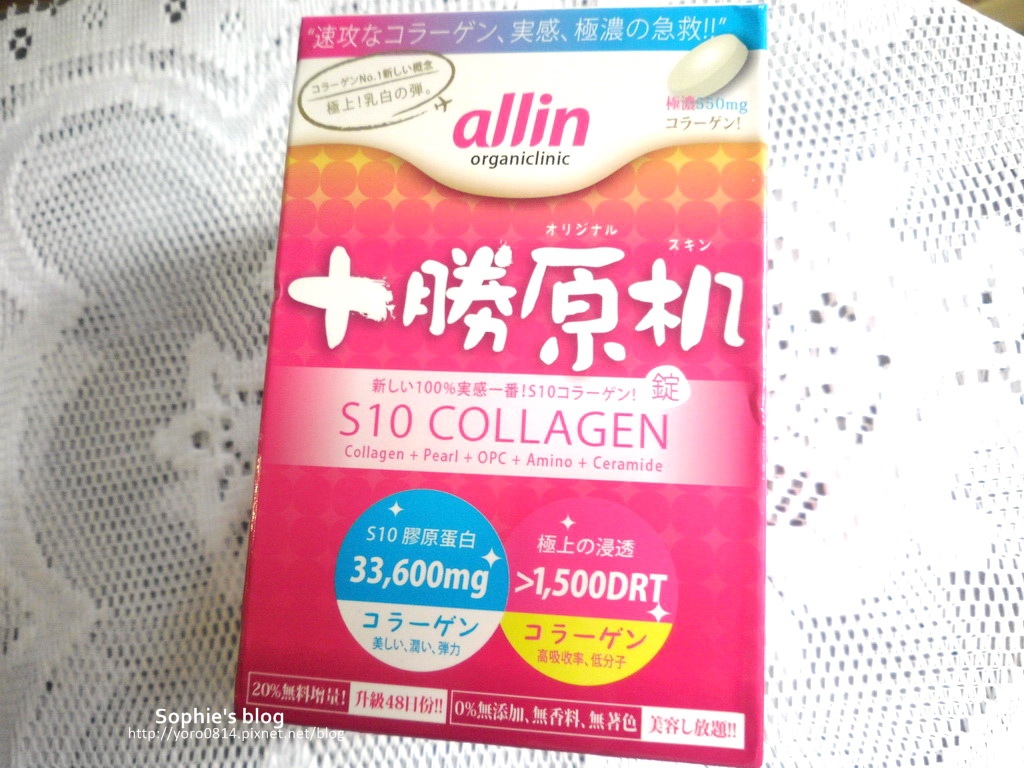 “速攻なコラーゲン、実感、極濃の急救!!”
コラーゲンNo.1新しい概念
極上!乳白の弾。
極濃550mg
コラーゲン!
allin
organiclinic
オリジナル スキン
十勝原机
新しい100%実感一番!S10コラーゲン!
錠
S10 COLLAGEN
Collagen + Pearl + OPC + Amino + Ceramide
S10 膠原蛋白
33,600mg
コラーゲン
美しい、潤い、弾力
極上の浸透
>1,500DRT
コラーゲン
高吸收率、低分子
20%無料増量! 升級48日份!! 0%無添加、無香料、無著色 美容し放題!!
Sophie's blog
http://yoro0814.pixnet.net/blog